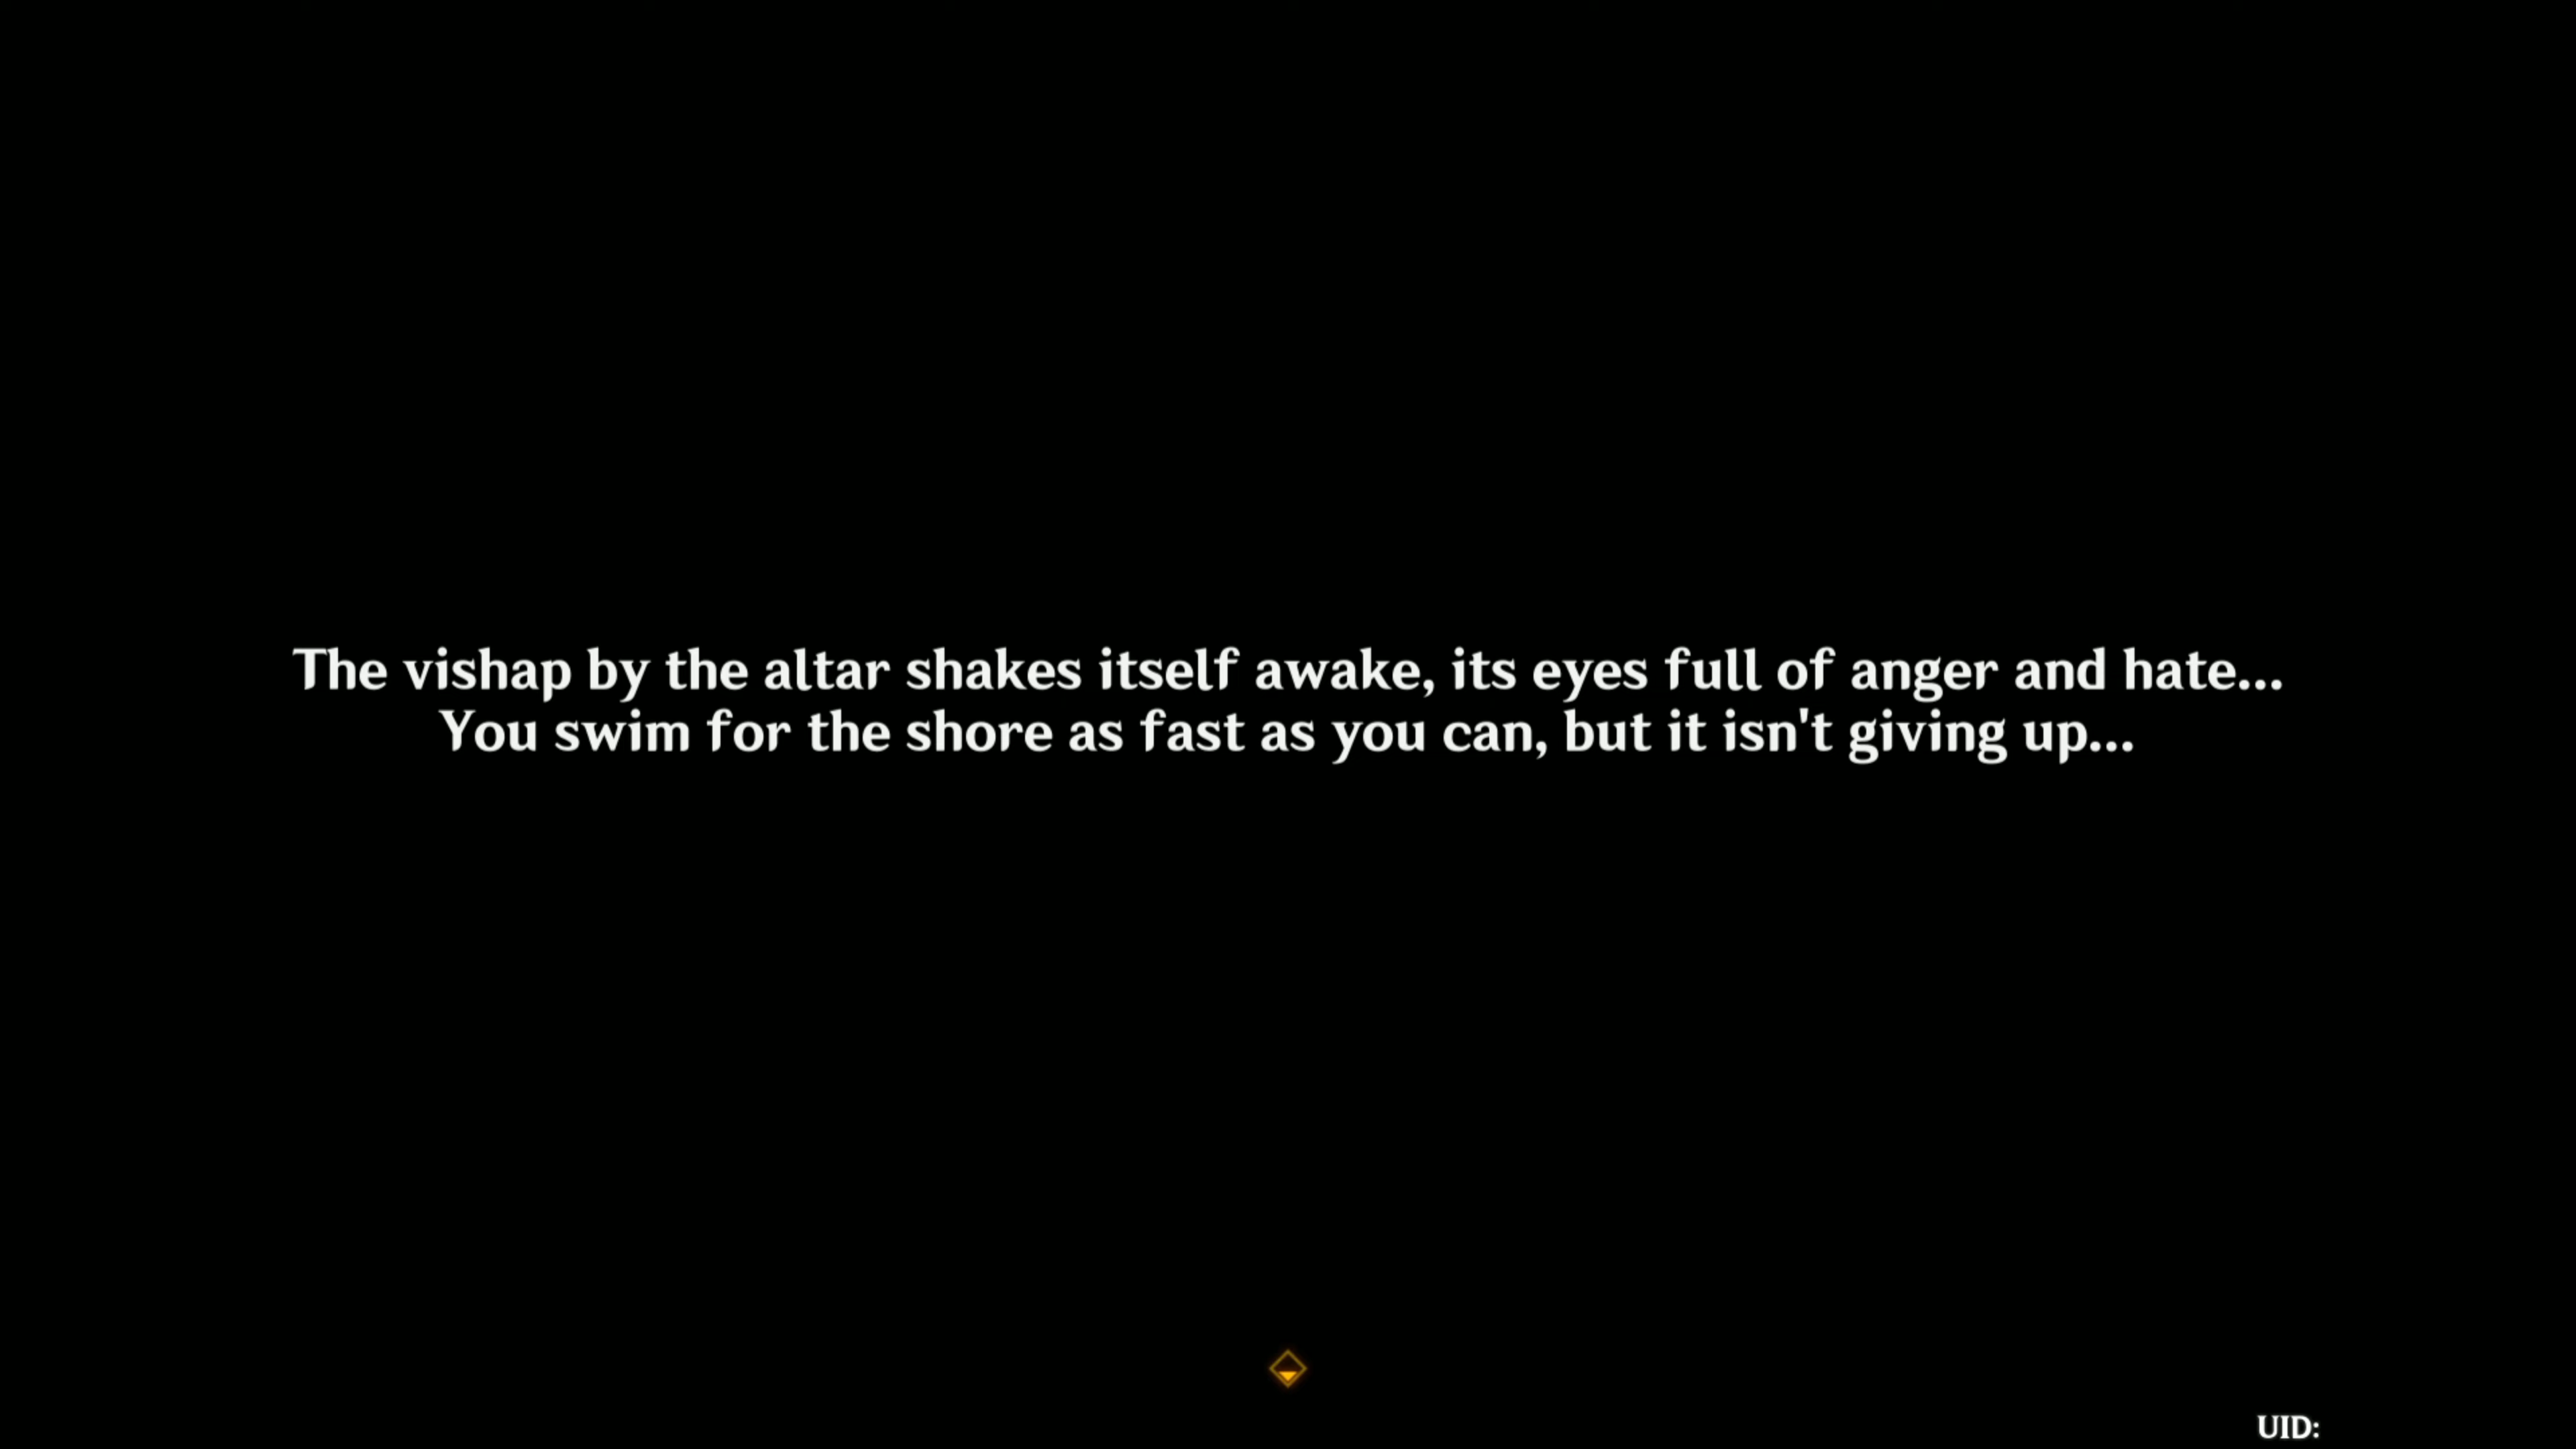 The vishap by the altar shakes itself awake, its eyes full of anger and hate...
You swim for the shore as fast as you can, but it isn't giving up...
UID: